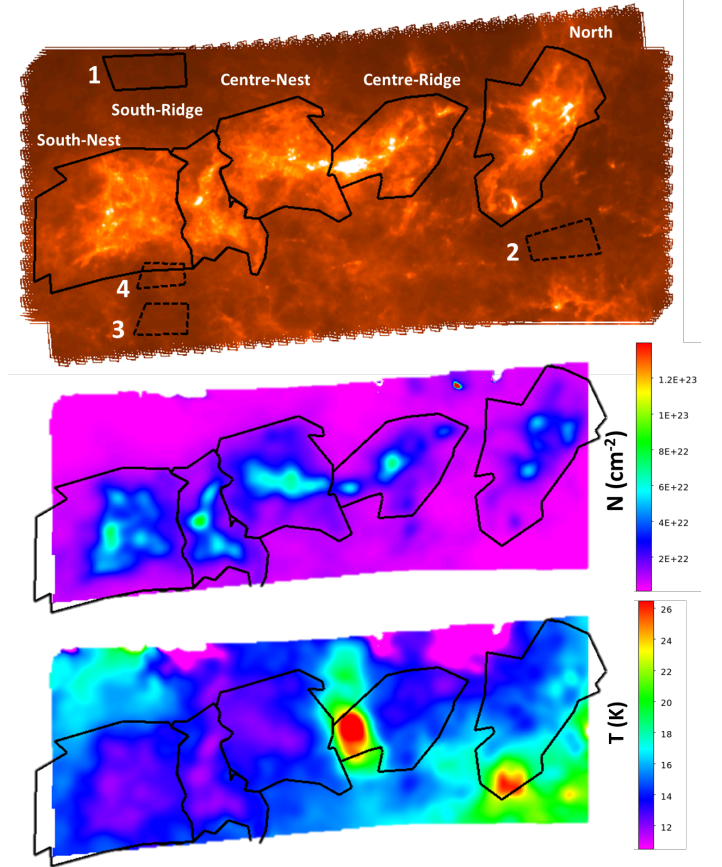 North
1
Centre-Nest
Centre-Ridge
South-Ridge
South-Nest
2
4
3
1.2E+23
1E+23
8E+22
6E+22
4E+22
2E+22
N (cm-2)
26
24
22
20
18
16
14
12
T (K)